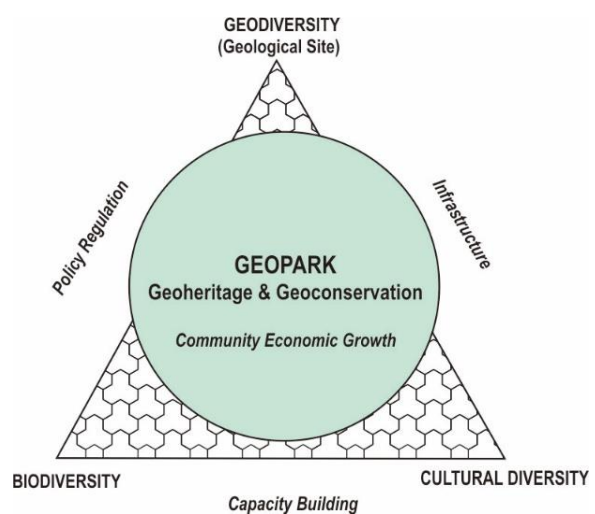 GEODIVERSITY
(Geological Site)
Policy Regulation
Infrastructure
GEOPARK
Geoheritage & Geoconservation
Community Economic Growth
BIODIVERSITY
CULTURAL DIVERSITY
Capacity Building